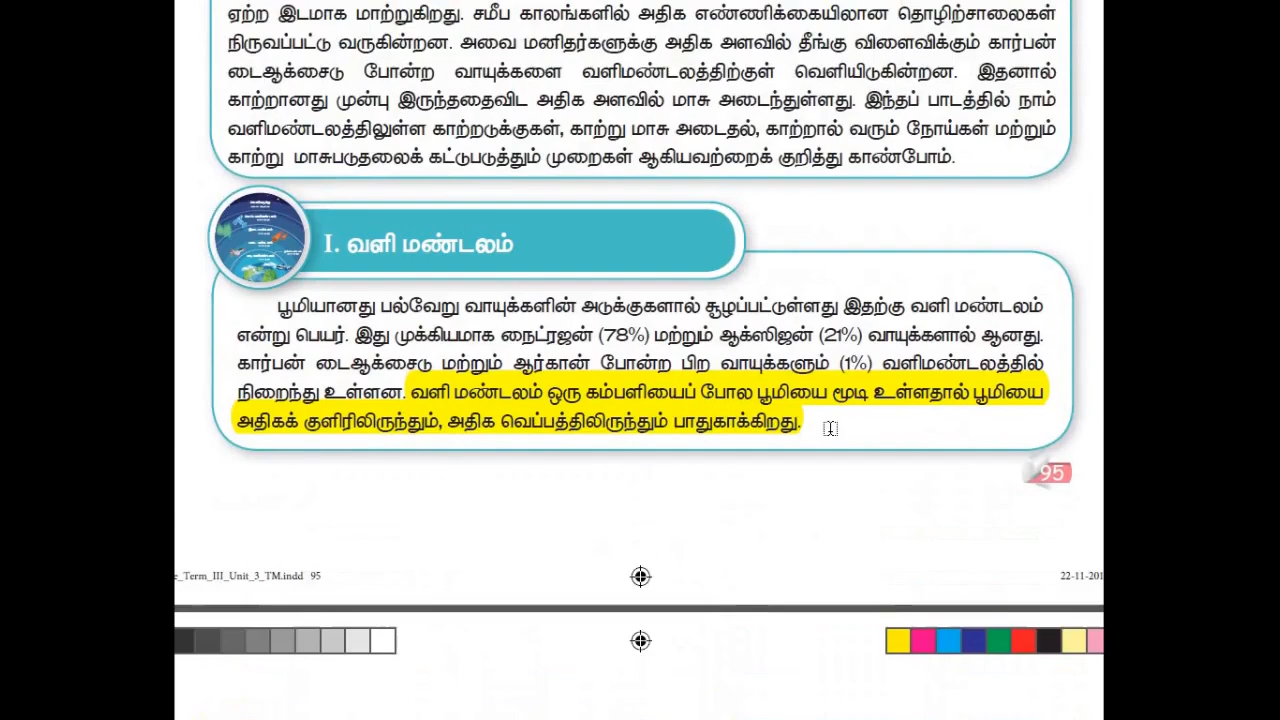 ஏற்ற இடமாக மாற்றுகிறது. சமீப காலங்களில் அதிக எண்ணிக்கையிலான தொழிற்சாலைகள்
நிருவப்பட்டு வருகின்றன. அவை மனிதர்களுக்கு அதிக அளவில் தீங்கு விளைவிக்கும் கார்பன்
டைஆக்சைடு போன்ற வாயுக்களை வளிமண்டலத்திற்குள் வெளியிடுகின்றன. இதனால்
காற்றானது முன்பு இருந்ததைவிட அதிக அளவில் மாசு அடைந்துள்ளது. இந்தப் பாடத்தில் நாம்
வளிமண்டலத்திலுள்ள காற்றடுக்குகள், காற்று மாசு அடைதல், காற்றால் வரும் நோய்கள் மற்றும்
காற்று மாசுபடுதலைக் கட்டுபடுத்தும் முறைகள் ஆகியவற்றைக் குறித்து காண்போம்.
I. வளி மண்டலம்
பூமியானது பல்வேறு வாயுக்களின் அடுக்குகளால் சூழப்பட்டுள்ளது இதற்கு வளி மண்டலம்
என்று பெயர். இது முக்கியமாக நைட்ரஜன் (78%) மற்றும் ஆக்ஸிஜன் (21%) வாயுக்களால் ஆனது.
கார்பன் டைஆக்சைடு மற்றும் ஆர்கான் போன்ற பிற வாயுக்களும் (1%) வளிமண்டலத்தில்
நிறைந்து உள்ளன. வளி மண்டலம் ஒரு கம்பளியைப் போல பூமியை மூடி உள்ளதால் பூமியை
அதிகக் குளிரிலிருந்தும், அதிக வெப்பத்திலிருந்தும் பாதுகாக்கிறது.
95
e_Term_III_Unit_3_TM.indd 95
22-11-201